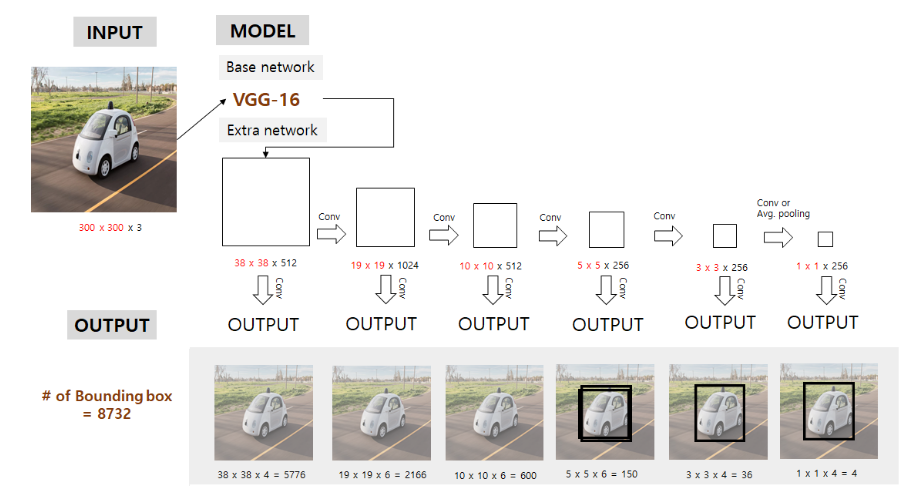 INPUT
MODEL
Base network
VGG-16
Extra network
300 x 300 x 3
Conv
Conv
Conv
Conv
Conv or
Avg. pooling
38 x 38 x 512
19 x 19 x 1024
10 x 10 x 512
5 x 5 x 256
3 x 3 x 256
1 x 1 x 256
Conv
Conv
Conv
Conv
Conv
Conv
OUTPUT
OUTPUT
OUTPUT
OUTPUT
OUTPUT
OUTPUT
OUTPUT
# of Bounding box
= 8732
38 x 38 x 4 = 5776
19 x 19 x 6 = 2166
10 x 10 x 6 = 600
5 x 5 x 6 = 150
3 x 3 x 4 = 36
1 x 1 x 4 = 4